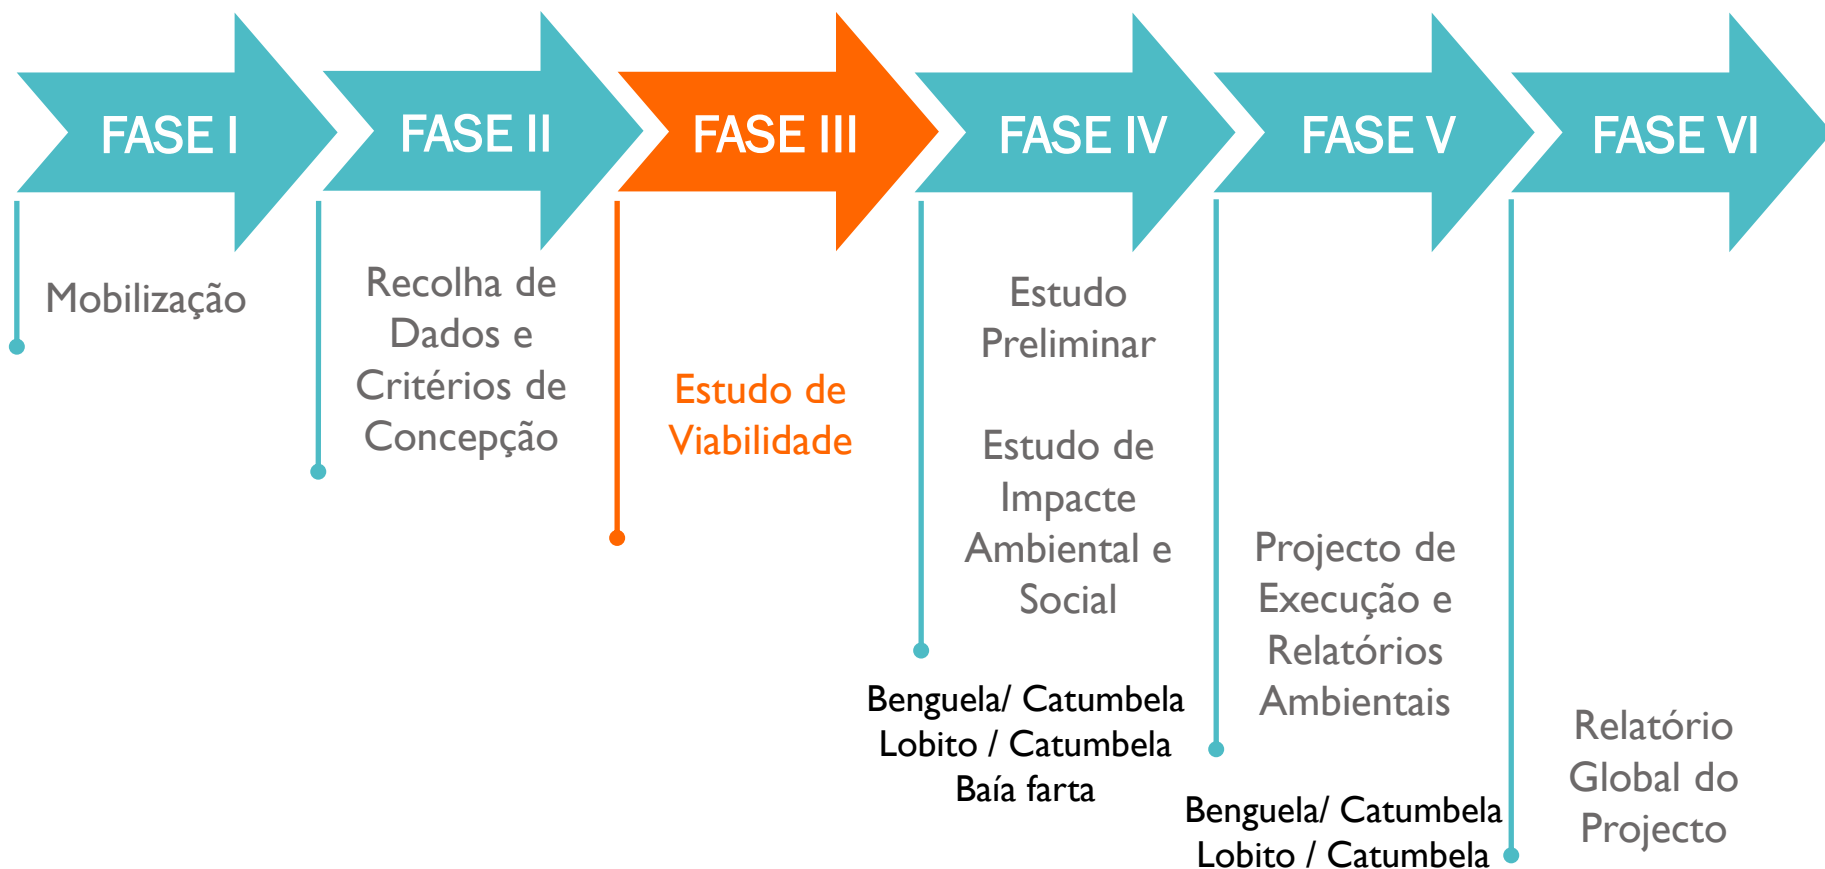 FASE I
FASE II
FASE III
FASE IV
FASE V
FASE VI
Mobilização
Recolha de
Dados e
Critérios de
Concepção
Estudo de
Viabilidade
Estudo
Preliminar
Estudo de
Impacte
Ambiental e
Social
Benguela/ Catumbela
Lobito / Catumbela
Baía farta
Projecto de
Execução e
Relatórios
Ambientais
Benguela/ Catumbela
Lobito / Catumbela
Relatório
Global do
Projecto